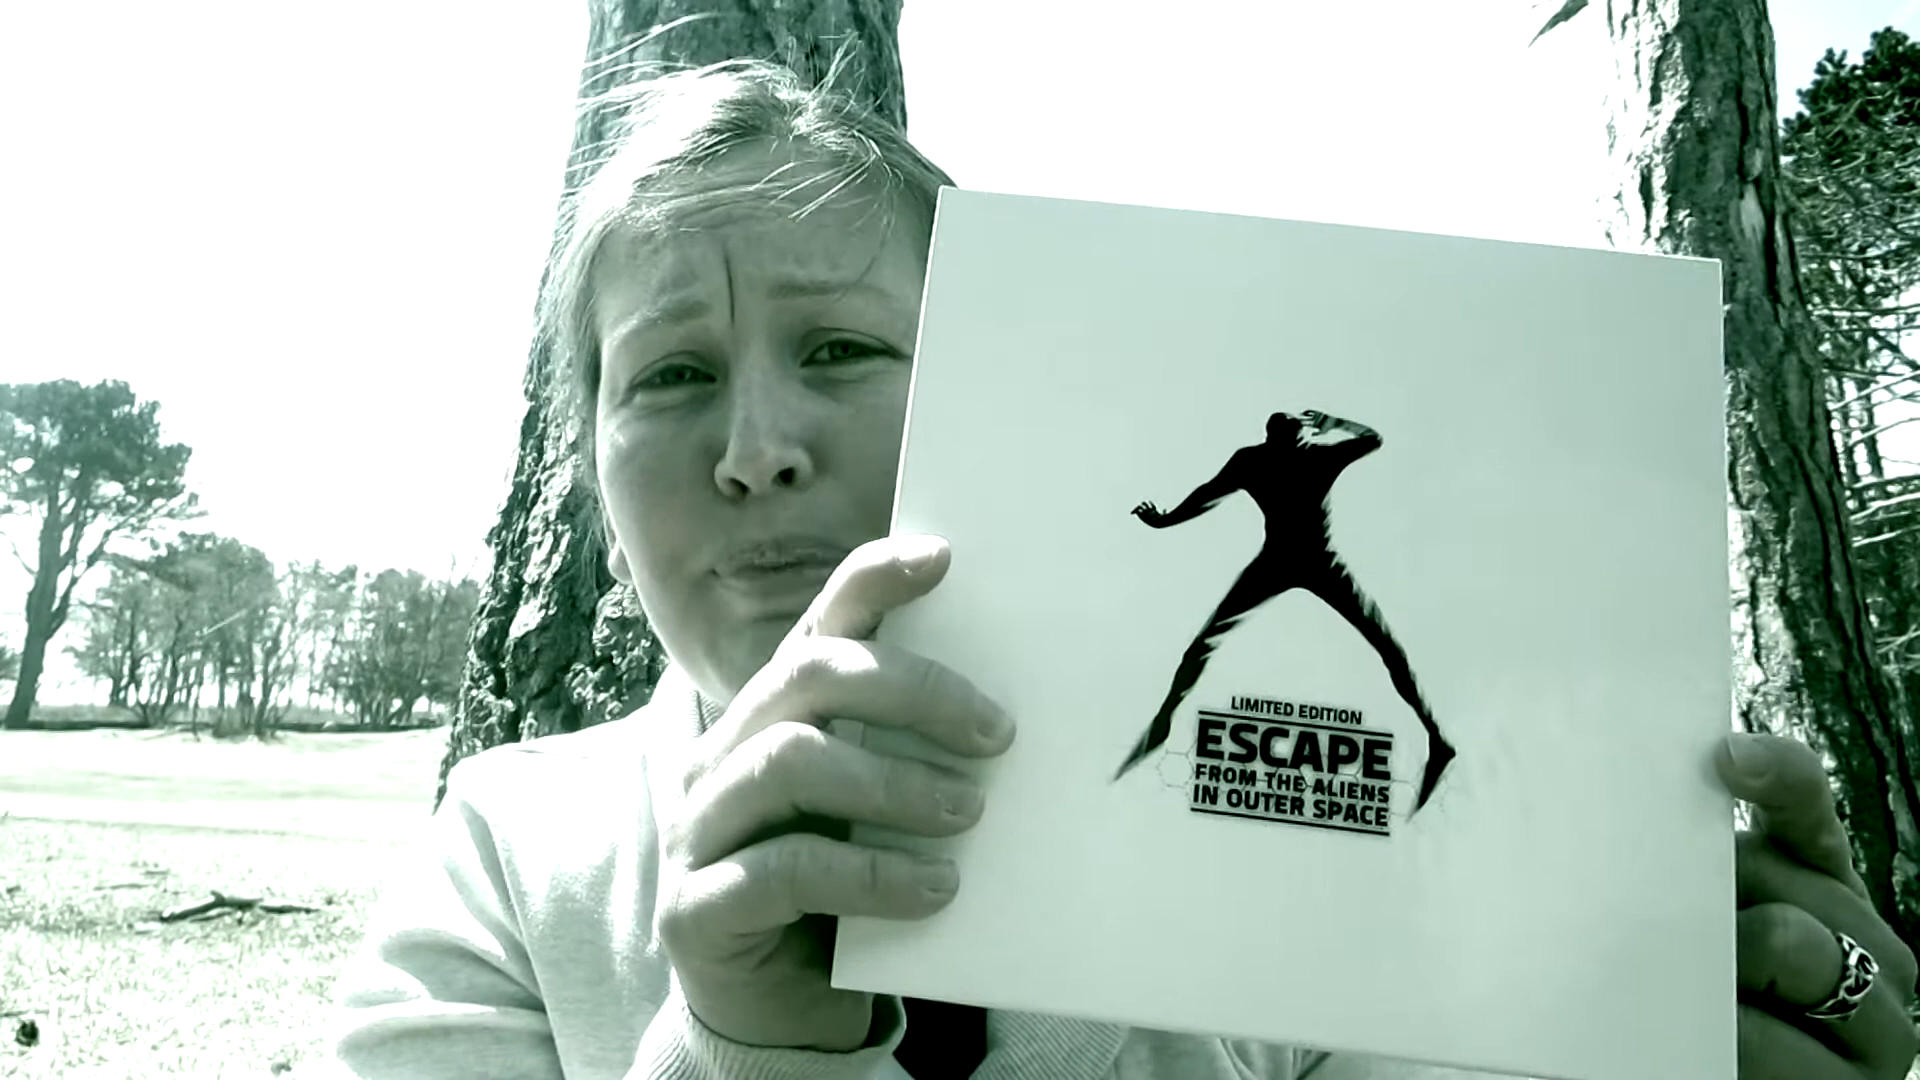 LIMITED EDITION
ESCAPE
FROM THE ALIENS
IN OUTER SPACE